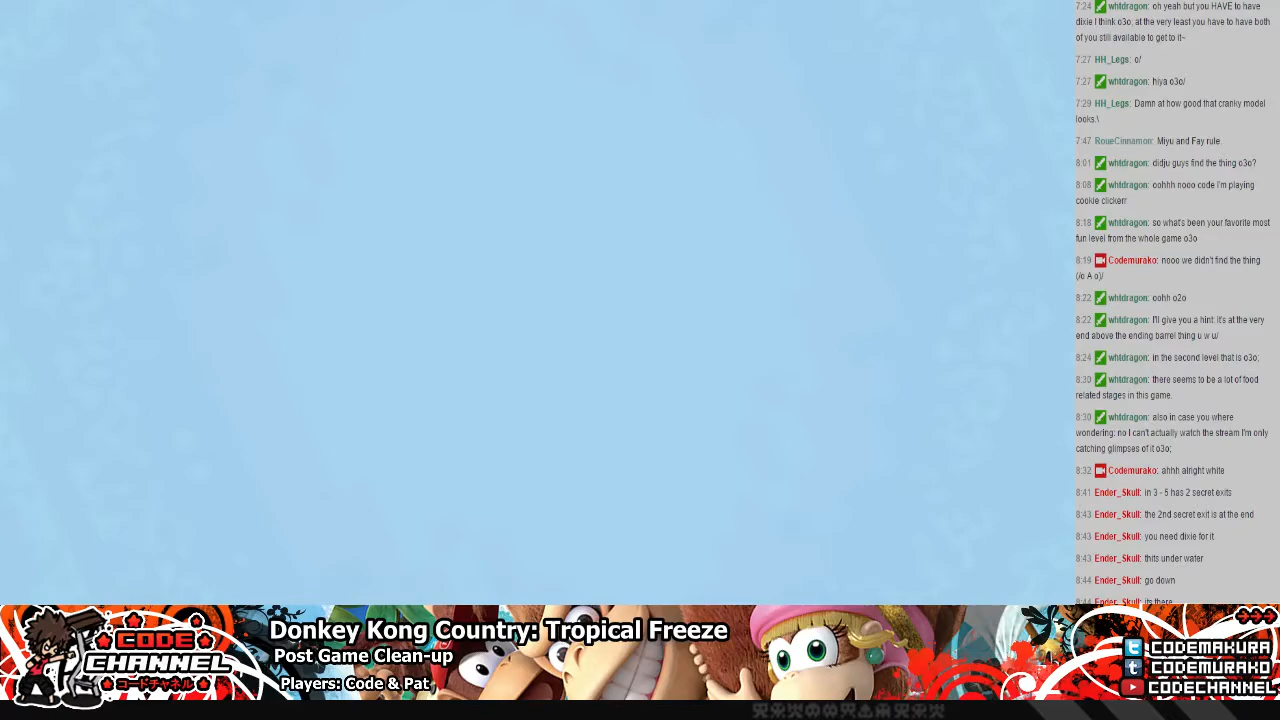 7:24 whtdragon: oh yeah but you HAVE to have
dixie I think o3o; at the very least you have to have both
of you still available to get to it~
7:27 HH_Legs: o/
7:27 whtdragon: hiya o3o/
7:29 HH_Legs: Damn at how good that cranky model
looks.\
7:47 RoueCinnamon: Miyu and Fay rule.
8:01 whtdragon: didju guys find the thing o3o?
8:08 whtdragon: oohhh nooo code I'm playing
cookie clickerr
8:18 whtdragon: so what's been your favorite most
fun level from the whole game o3o
8:19 Codemurako: nooo we didn't find the thing
(/o A o)/
8:22 whtdragon: oohh o2o
8:22 whtdragon: I'll give you a hint: it's at the very
end above the ending barrel thing u w u/
8:24 whtdragon: in the second level that is o3o;
8:30 whtdragon: there seems to be a lot of food
related stages in this game.
8:30 whtdragon: also in case you where
wondering: no I can't actually watch the stream I'm only
catching glimpses of it o3o;
8:32 Codemurako: ahhh alright white
8:41 Ender_Skull: in 3 - 5 has 2 secret exits
8:43 Ender_Skull: the 2nd secret exit is at the end
8:43 Ender_Skull: you need dixie for it
8:43 Ender_Skull: thits under water
8:44 Ender_Skull: go down
8:44 Ender_Skull: its there
CODE
CHANNEL
コードチャンネル
Donkey Kong Country: Tropical Freeze
Post Game Clean-up
Players: Code & Pat
CODEMAKURA
CODEMURAKO
CODECHANNEL